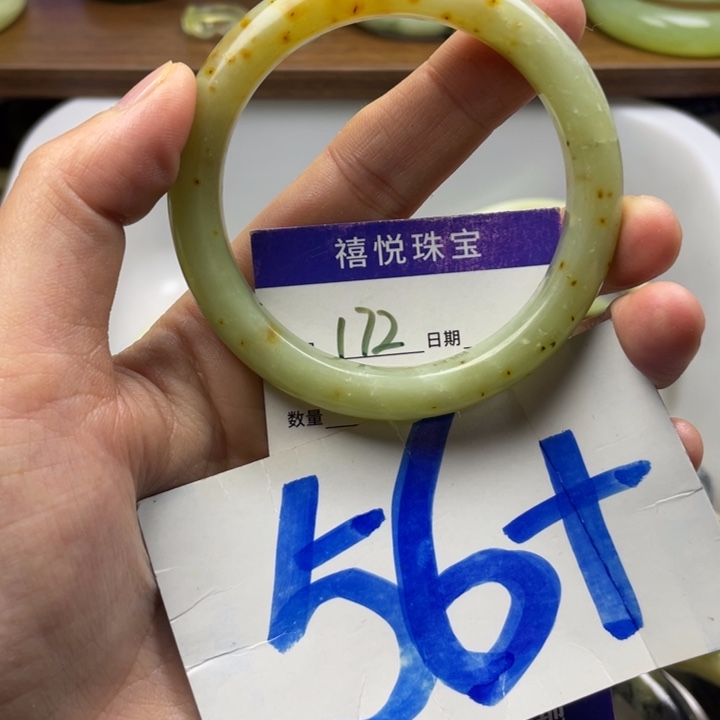 禧悦珠宝
172 日期
数量
56+